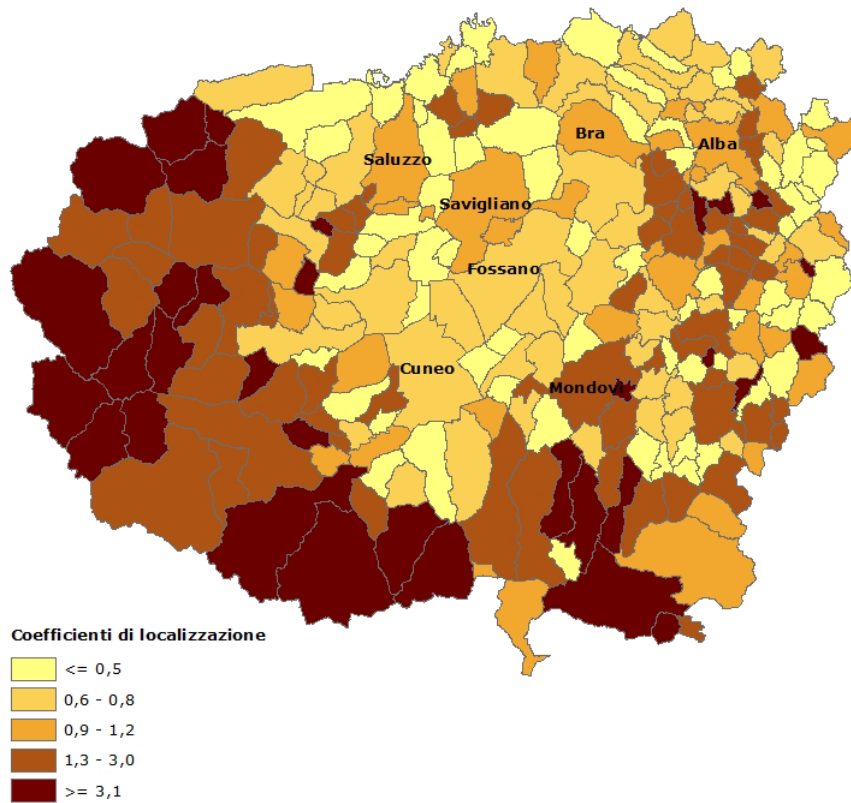 Bra
Alba
Saluzzo
Savigliano
Fossano
Cuneo
Mondovì
Coefficienti di localizzazione
<= 0,5
0,6 - 0,8
0,9 - 1,2
1,3 - 3,0
>= 3,1